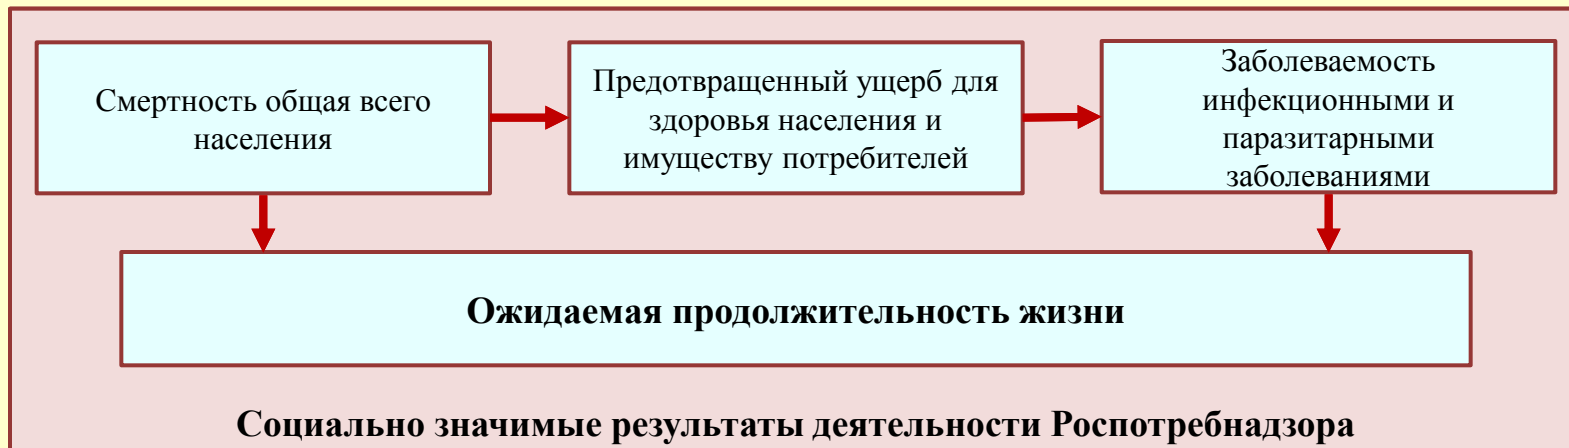 Смертность общая всего
населения
Предотвращенный ущерб для
здоровья населения и
имуществу потребителей
Заболеваемость
инфекционными и
паразитарными
заболеваниями
Ожидаемая продолжительность жизни
Социально значимые результаты деятельности Роспотребнадзора